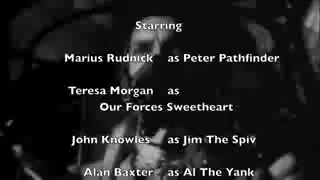 Starring
Marius Rudnick as Peter Pathfinder
Teresa Morgan as
Our Forces Sweetheart
John Knowles as Jim The Spiv
Alan Baxter as Al The Yank